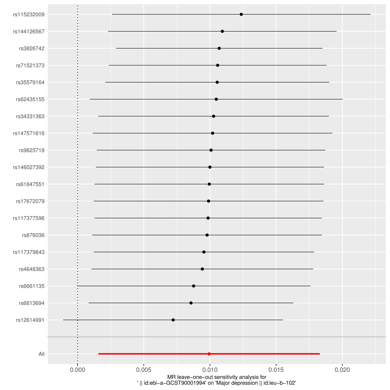 rs115232009
rs144126567
rs3826742
rs71521373
rs35579164
rs62435155
rs34331363
rs147571616
rs9823718
rs146027392
rs61847551
rs17672079
rs117377596
rs876036
rs117379843
rs4648363
rs6661135
rs6813694
rs12614991
All
0.000 0.005 0.010 0.015 0.020
MR leave-one-out sensitivity analysis for
' || id:ebi-a-GCST90001994' on 'Major depression || id:ieu-b-102'